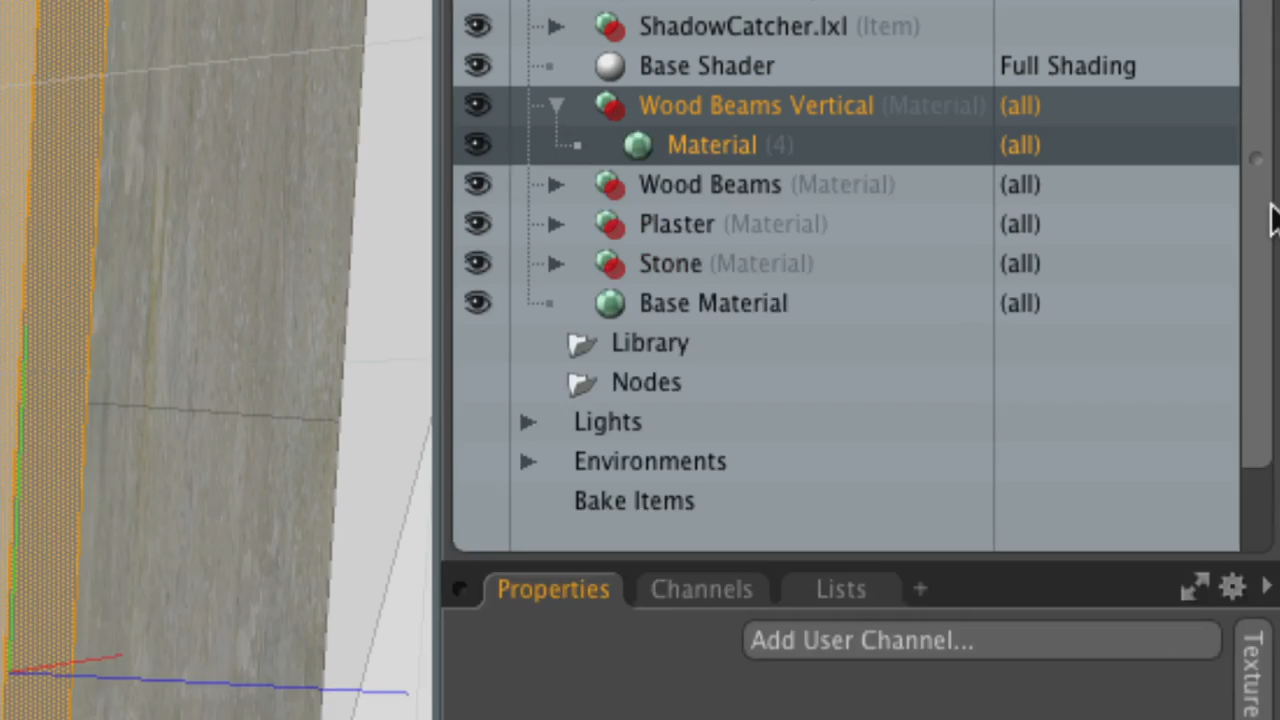 ShadowCatcher.lxl (Item)
Base Shader Full Shading
Wood Beams Vertical (Material) (all)
Material (4) (all)
Wood Beams (Material) (all)
Plaster (Material) (all)
Stone (Material) (all)
Base Material (all)
Library
Nodes
Lights
Environments
Bake Items
Properties Channels Lists +
Add User Channel...
Texture